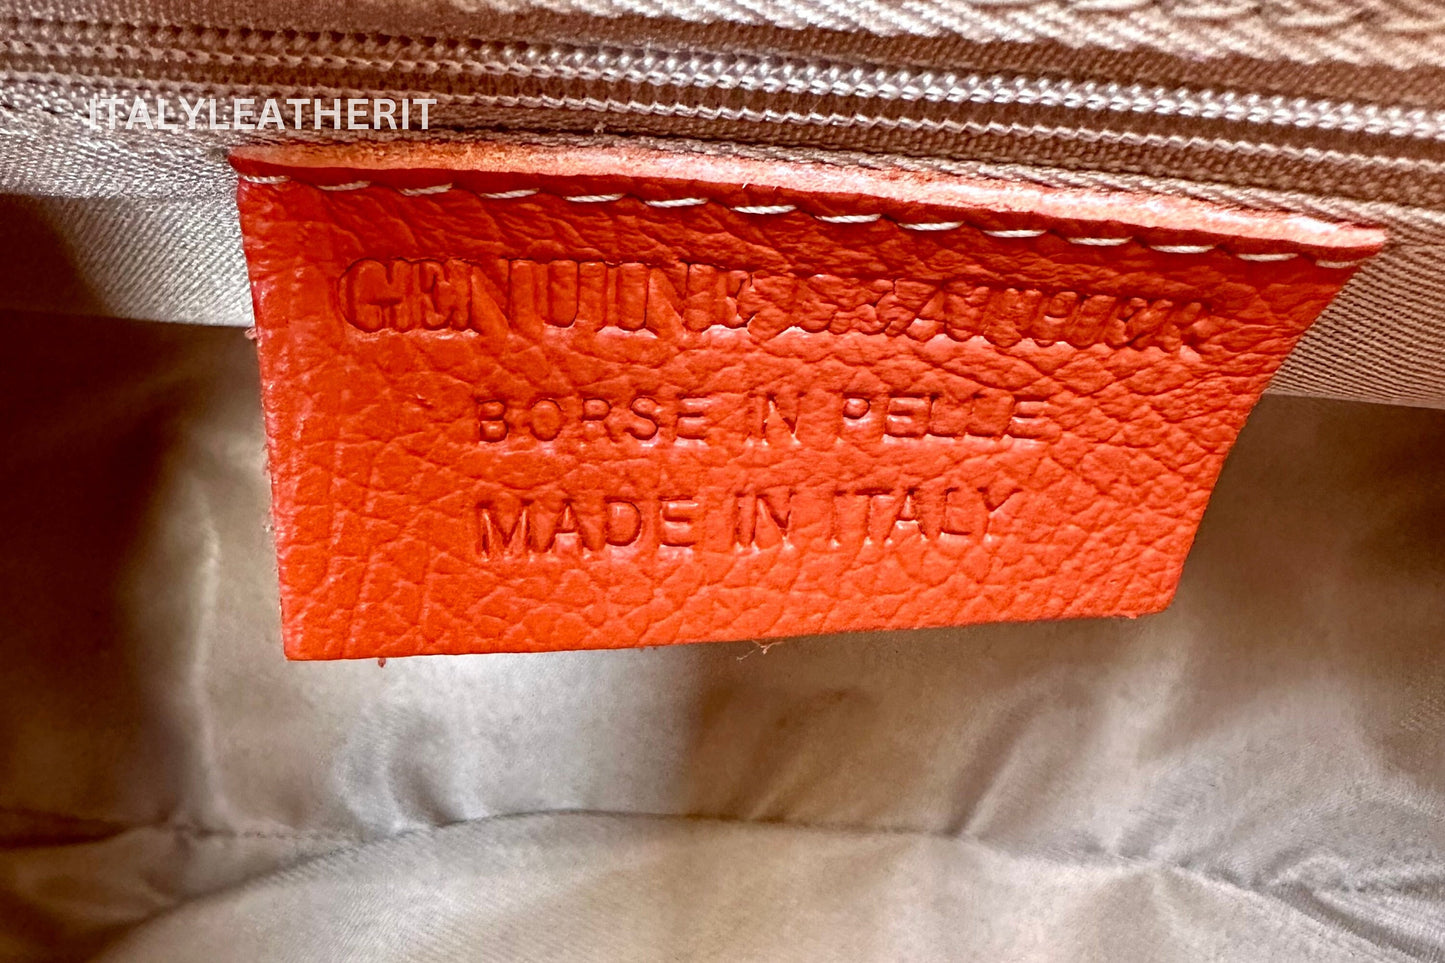 ITALYLEATHERIT
GENUINE LEATHER
BORSE IN PELLE
MADE IN ITALY